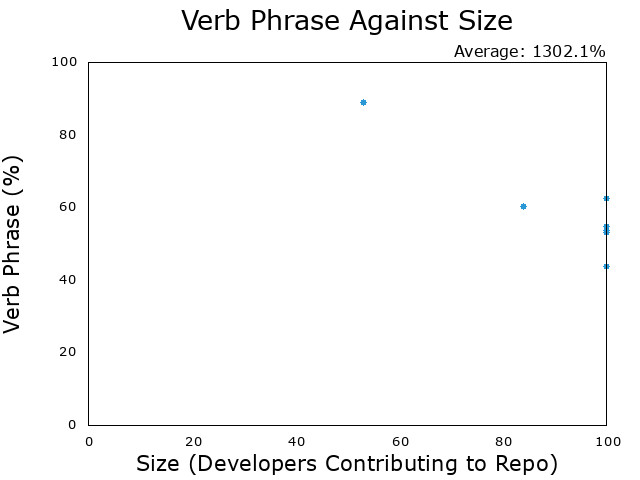 Verb Phrase Against Size
Average: 1302.1%
100
80
60
40
20
0
Verb Phrase (%)
0 20 40 60 80 100
Size (Developers Contributing to Repo)